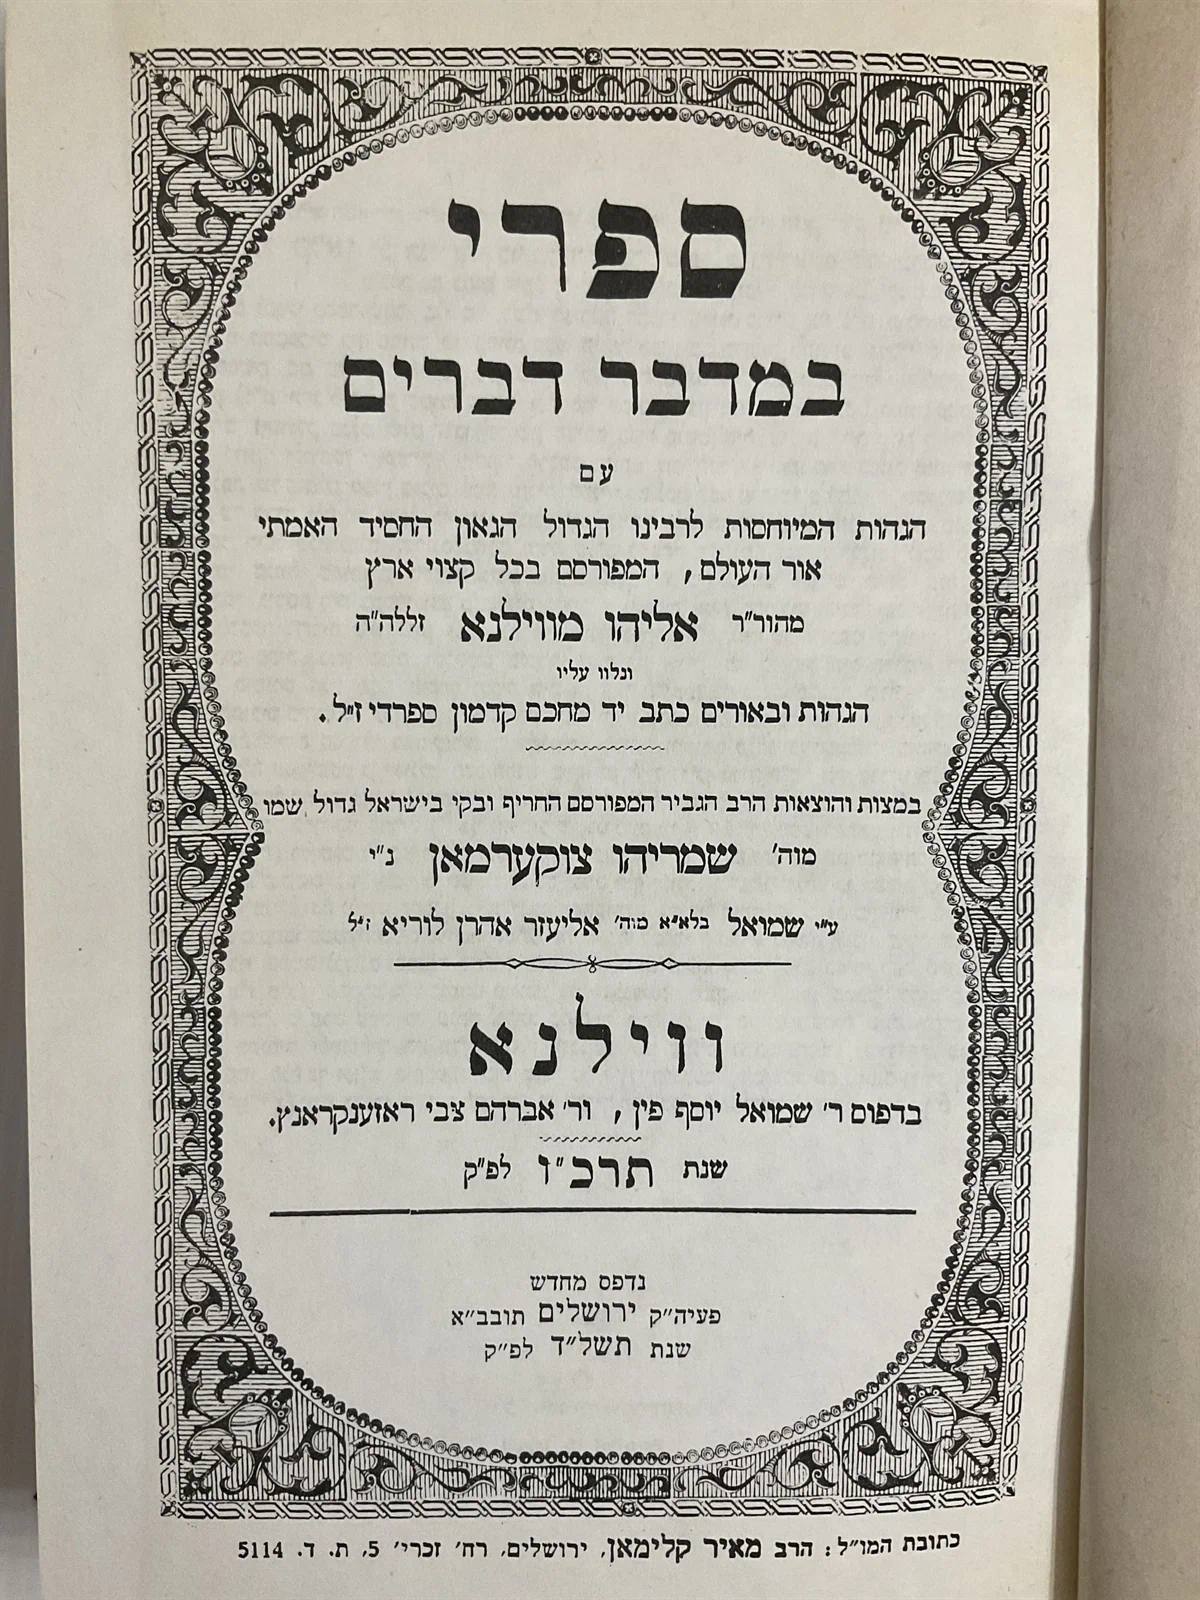 ספרי
במדבר דברים
עם
הגהות המיוחסות לרבינו הגדול הגאון החסיד האמתי
אור העולם, המפורסם בכל קצוי ארץ
מהור"ר אליהו מווילנא זללה"ה
ונלוו עליו
הגהות ובאורים כתב יד מחכם קדמון ספרדי ז"ל.
במצות והוצאות הרב הגביר המפורסם החריף ובקי בישראל גדול שמו
מוה' שמריהו צוקערמאן נ"י
ע"י שמואל בלא"א מוה' אליעזר אהרן לוריא ז"ל
ווילנא
בדפוס ר' שמואל יוסף פין, ור' אברהם צבי ראזענקראנץ.
שנת תרכ"ו לפ"ק
נדפס מחדש
פעיה"ק ירושלים תובב"א
שנת תשל"ד לפ"ק
כתובת המו"ל: הרב מאיר קלימאן, ירושלים, רח' זכרי' 5, ת. ד. 5114